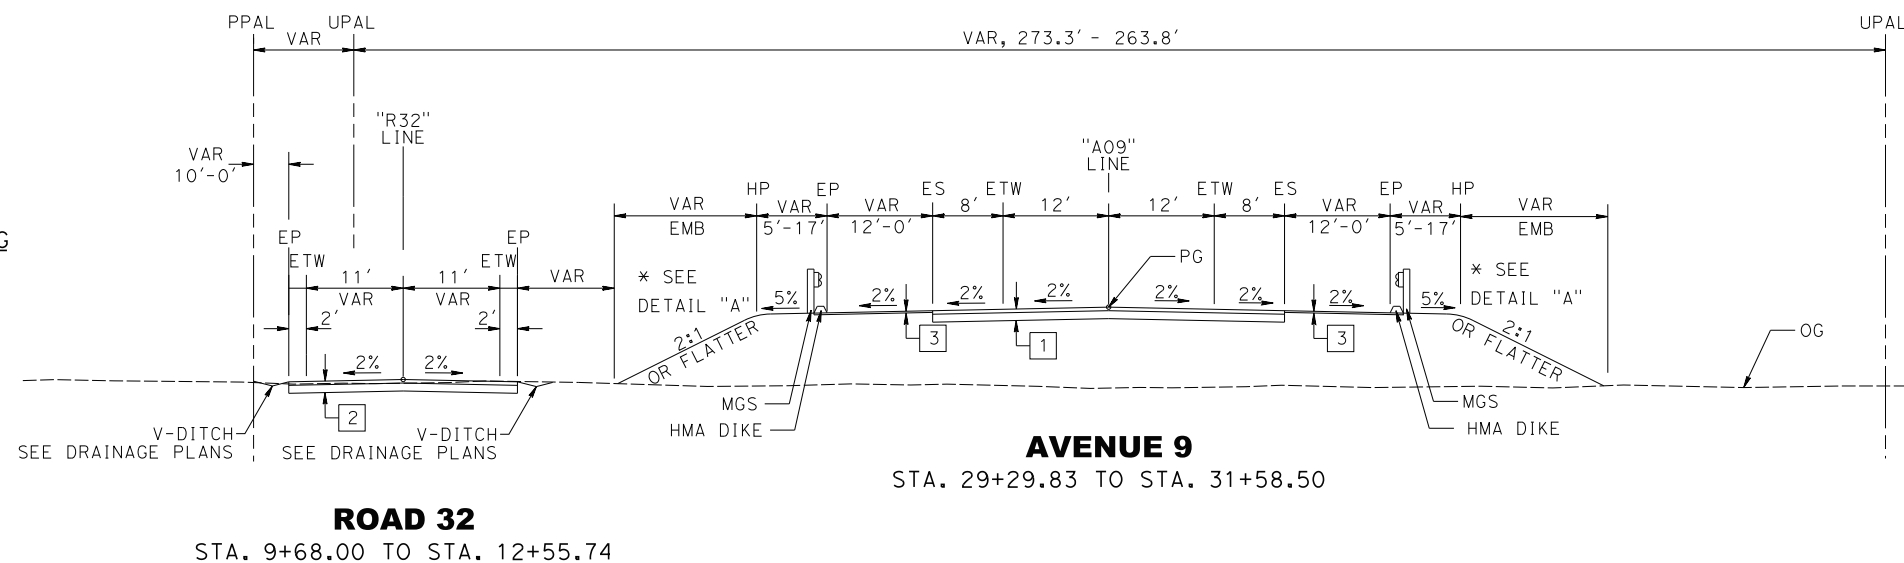 PPAL
UPAL
UPAL
VAR
VAR, 273.3' - 263.8'
"R32"
LINE
"A09"
LINE
VAR
10'-0'
HP
EP
ES
ETW
ETW
ES
EP
HP
VAR
EMB
VAR
5'-17'
VAR
12'-0'
8'
12'
12'
8'
VAR
12'-0'
VAR
5'-17'
VAR
EMB
G
EP
ETW
ETW
EP
11'
VAR
11'
VAR
VAR
2'
2'
* SEE
DETAIL "A"
PG
* SEE
DETAIL "A"
5%
2%
2%
2%
2%
2%
2%
5%
2:1
OR FLATTER
2:1
OR FLATTER
3
1
3
OG
2%
2%
2
MGS
HMA DIKE
MGS
HMA DIKE
V-DITCH
SEE DRAINAGE PLANS
V-DITCH
SEE DRAINAGE PLANS
AVENUE 9
STA. 29+29.83 TO STA. 31+58.50
ROAD 32
STA. 9+68.00 TO STA. 12+55.74